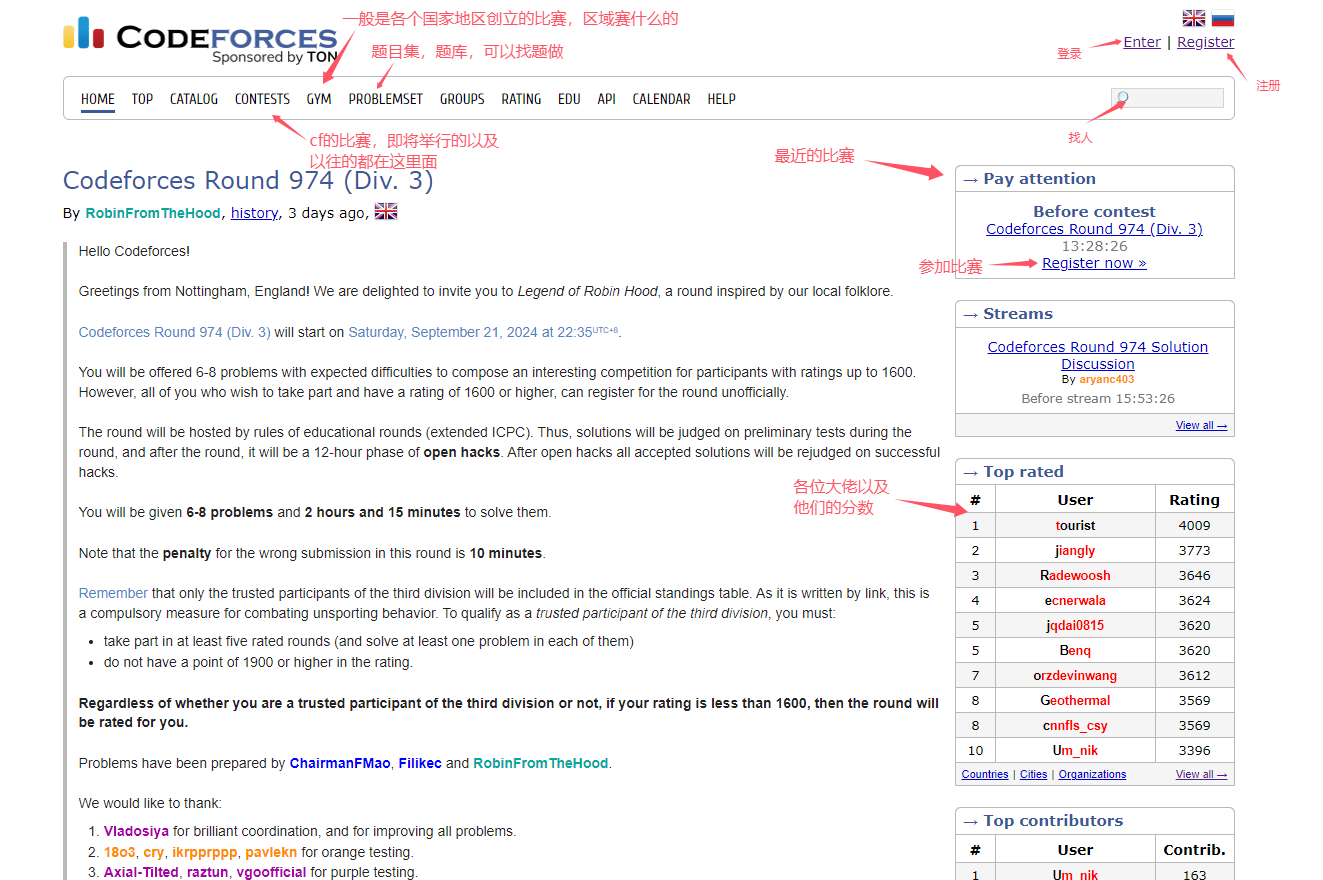 一般是各个国家地区创立的比赛，区域赛什么的
CODEFORCES
Sponsored by TON
题目集，题库，可以找题做
登录
Enter | Register
注册
HOME TOP CATALOG CONTESTS GYM PROBLEMSET GROUPS RATING EDU API CALENDAR HELP
找人
cf的比赛，即将举行的以及
以往的都在这里面
Codeforces Round 974 (Div. 3)
By RobinFromTheHood, history, 3 days ago,
Hello Codeforces!
Greetings from Nottingham, England! We are delighted to invite you to Legend of Robin Hood, a round inspired by our local folklore.
Codeforces Round 974 (Div. 3) will start on Saturday, September 21, 2024 at 22:35UTC+8.
You will be offered 6-8 problems with expected difficulties to compose an interesting competition for participants with ratings up to 1600.
However, all of you who wish to take part and have a rating of 1600 or higher, can register for the round unofficially.
The round will be hosted by rules of educational rounds (extended ICPC). Thus, solutions will be judged on preliminary tests during the
round, and after the round, it will be a 12-hour phase of open hacks. After open hacks all accepted solutions will be rejudged on successful
hacks.
You will be given 6-8 problems and 2 hours and 15 minutes to solve them.
Note that the penalty for the wrong submission in this round is 10 minutes.
Remember that only the trusted participants of the third division will be included in the official standings table. As it is written by link, this is
a compulsory measure for combating unsporting behavior. To qualify as a trusted participant of the third division, you must:
• take part in at least five rated rounds (and solve at least one problem in each of them)
• do not have a point of 1900 or higher in the rating.
Regardless of whether you are a trusted participant of the third division or not, if your rating is less than 1600, then the round will
be rated for you.
Problems have been prepared by ChairmanFMao, Filikec and RobinFromTheHood.
We would like to thank:
1. Vladosiya for brilliant coordination, and for improving all problems.
2. 18o3, cry, ikrpprppp, pavlekn for orange testing.
3. Axial-Tilted, raztun, vgoofficial for purple testing.
最近的比赛
→ Pay attention
Before contest
Codeforces Round 974 (Div. 3)
13:28:26
参加比赛
Register now »
→ Streams
Codeforces Round 974 Solution
Discussion
By aryanc403
Before stream 15:53:26
View all →
→ Top rated
各位大佬以及
他们的分数
# User Rating
1 tourist 4009
2 jiangly 3773
3 Radewoosh 3646
4 ecnerwala 3624
5 jqdai0815 3620
5 Benq 3620
7 orzdevinwang 3612
8 Geothermal 3569
8 cnnfls_csy 3569
10 Um_nik 3396
Countries | Cities | Organizations View all →
→ Top contributors
# User Contrib.
1 Um_nik 163